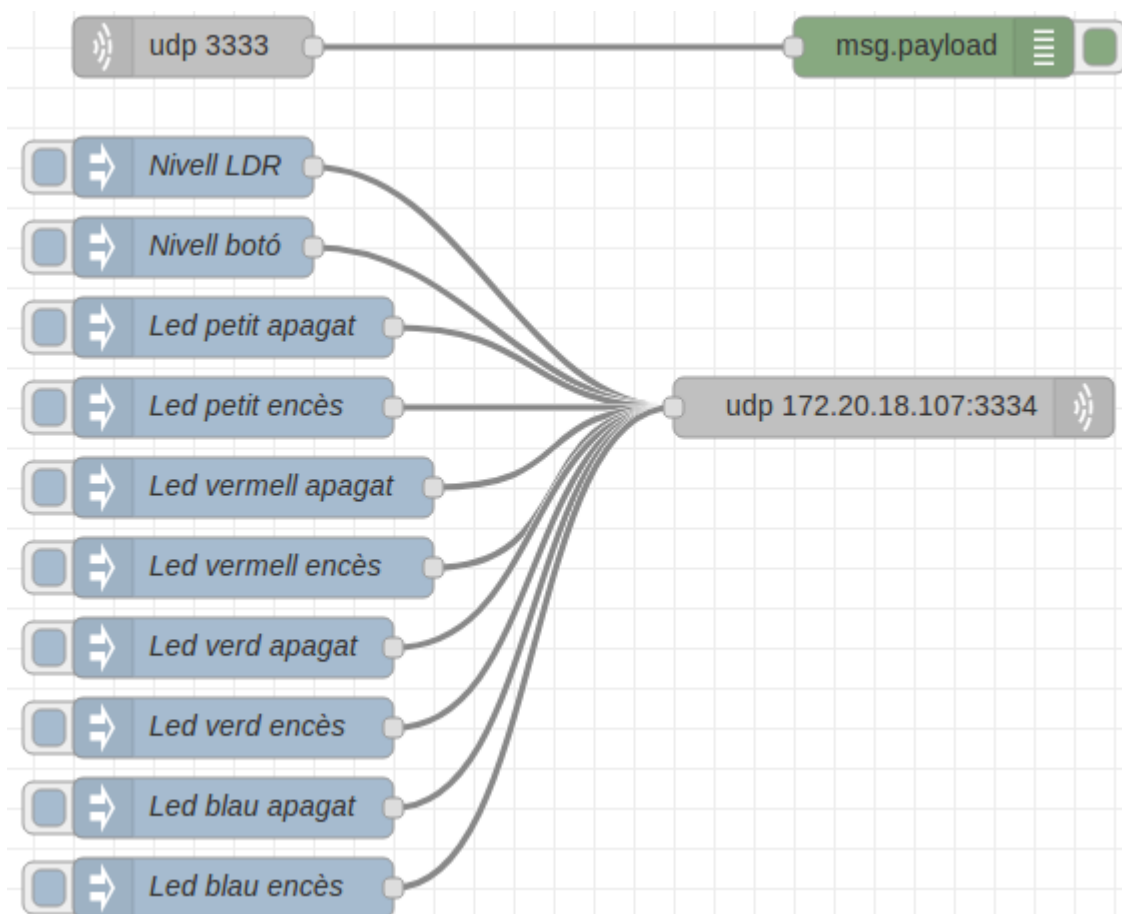 udp 3333
msg.payload
Nivell LDR
Nivell botó
Led petit apagat
Led petit encès
udp 172.20.18.107:3334
Led vermell apagat
Led vermell encès
Led verd apagat
Led verd encès
Led blau apagat
Led blau encès